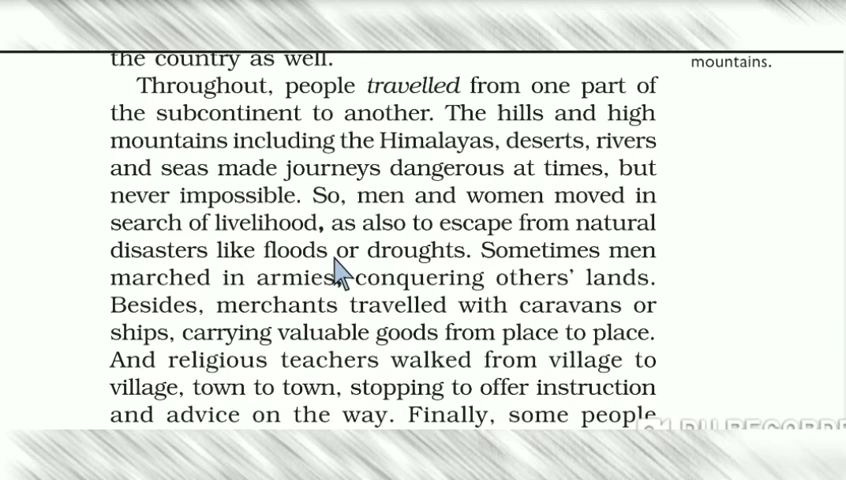 the country as well.
mountains.
Throughout, people travelled from one part of
the subcontinent to another. The hills and high
mountains including the Himalayas, deserts, rivers
and seas made journeys dangerous at times, but
never impossible. So, men and women moved in
search of livelihood, as also to escape from natural
disasters like floods or droughts. Sometimes men
marched in armies, conquering others' lands.
Besides, merchants travelled with caravans or
ships, carrying valuable goods from place to place.
And religious teachers walked from village to
village, town to town, stopping to offer instruction
and advice on the way. Finally, some people